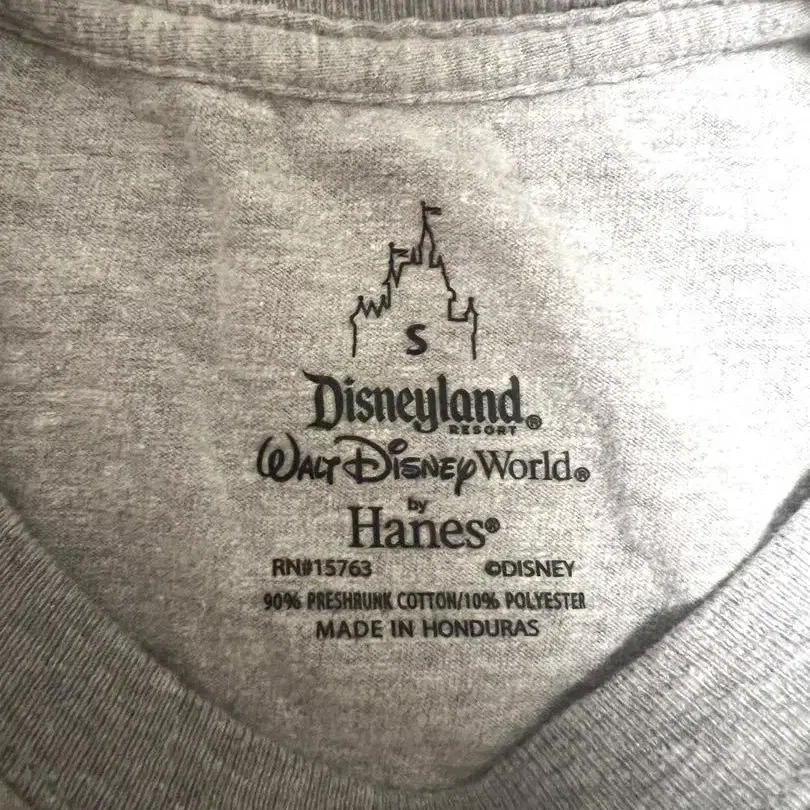 S
Disneyland®
RESORT
WALT DISNEY World®
by
Hanes®
RN#15763 ©DISNEY
90% PRESHRUNK COTTON/10% POLYESTER
MADE IN HONDURAS